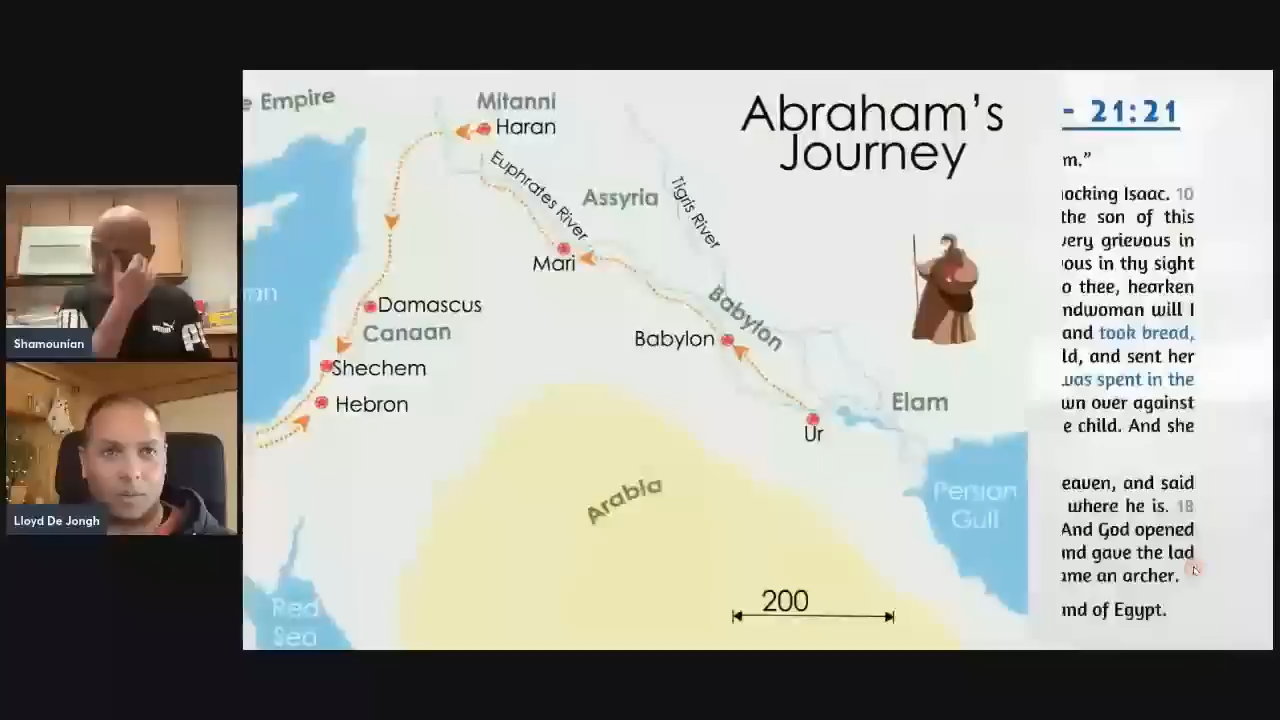 e Empire
Mitanni
Haran
Abraham's
Journey
Euphrates River
Assyria
Tigris River
Mari
Damascus
Canaan
Babylon
Babylon
Shechem
Hebron
Elam
Ur
Arabia
Persian
Gulf
200
Red
Sea
an
- 21:21
m."
ocking Isaac. 10
the son of this
very grievous in
ous in thy sight
o thee, hearken
ndwoman will I
and took bread,
ld, and sent her
was spent in the
wn over against
e child. And she
eaven, and said
where he is. 18
And God opened
and gave the lad
ame an archer.
nd of Egypt.
Shamounian
PUMA
Lloyd De Jongh